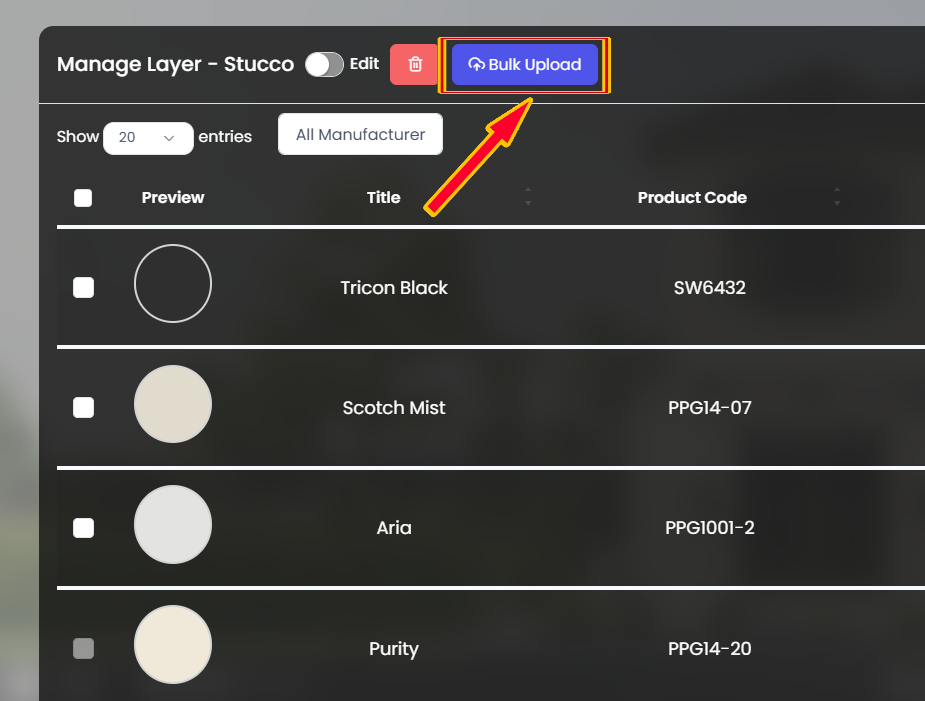 Manage Layer - Stucco Edit Bulk Upload
Show 20 entries All Manufacturer
Preview Title Product Code
Tricon Black SW6432
Scotch Mist PPG14-07
Aria PPG1001-2
Purity PPG14-20